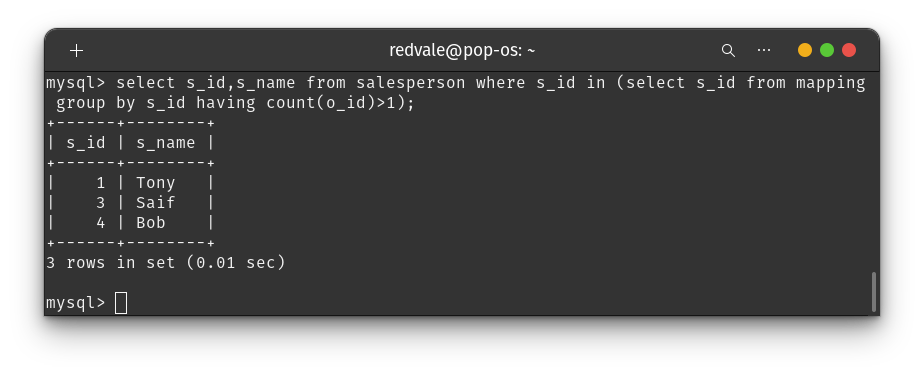 redvale@pop-os: ~
mysql> select s_id,s_name from salesperson where s_id in (select s_id from mapping
 group by s_id having count(o_id)>1);
+------+--------+
| s_id | s_name |
+------+--------+
|    1 | Tony   |
|    3 | Saif   |
|    4 | Bob    |
+------+--------+
3 rows in set (0.01 sec)
mysql>